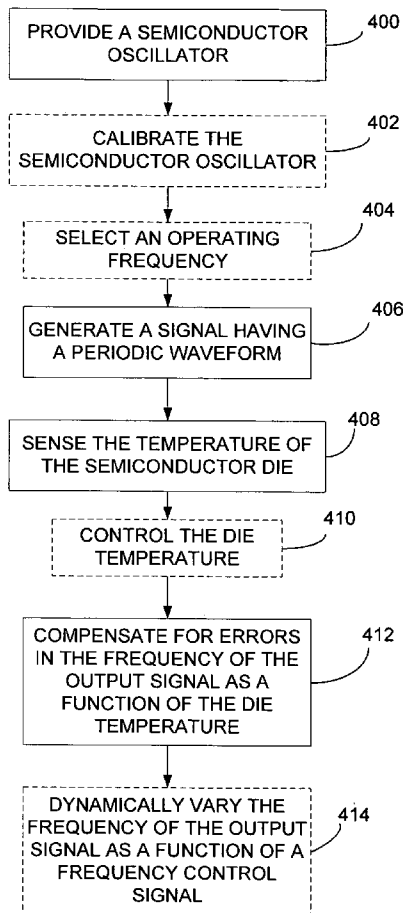 PROVIDE A SEMICONDUCTOR
OSCILLATOR
400
CALIBRATE THE
SEMICONDUCTOR OSCILLATOR
402
SELECT AN OPERATING
FREQUENCY
404
GENERATE A SIGNAL HAVING
A PERIODIC WAVEFORM
406
SENSE THE TEMPERATURE OF
THE SEMICONDUCTOR DIE
408
CONTROL THE DIE
TEMPERATURE
410
COMPENSATE FOR ERRORS
IN THE FREQUENCY OF THE
OUTPUT SIGNAL AS A
FUNCTION OF THE DIE
TEMPERATURE
412
DYNAMICALLY VARY THE
FREQUENCY OF THE OUTPUT
SIGNAL AS A FUNCTION OF A
FREQUENCY CONTROL
SIGNAL
414